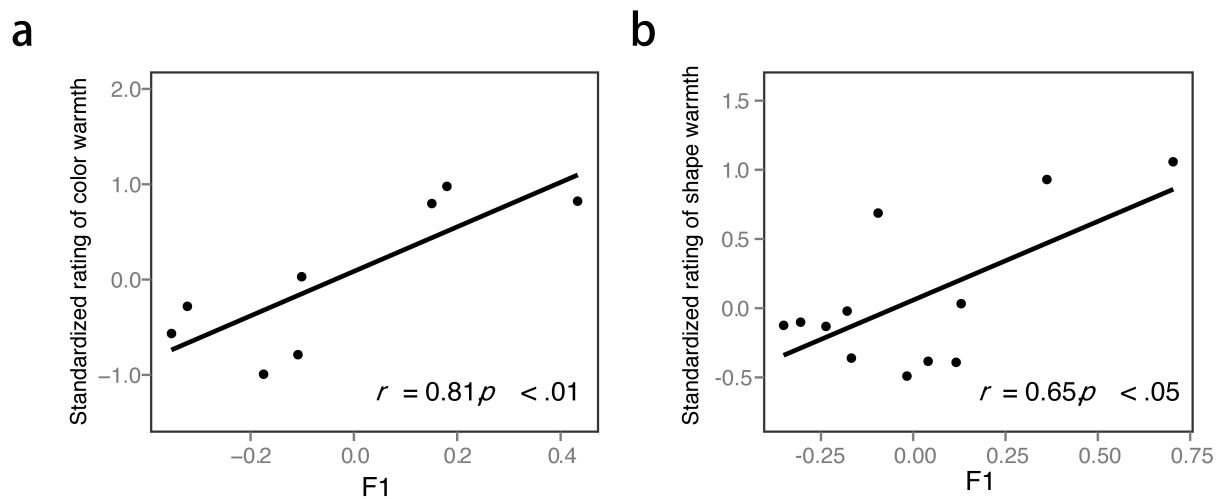 a
Standardized rating of color warmth
2.0
1.0
0.0
−1.0
−0.2
0.0
0.2
0.4
F1
r = 0.81,p < .01
b
Standardized rating of shape warmth
1.5
1.0
0.5
0.0
-0.5
-0.25
0.00
0.25
0.50
0.75
F1
r = 0.65,p < .05